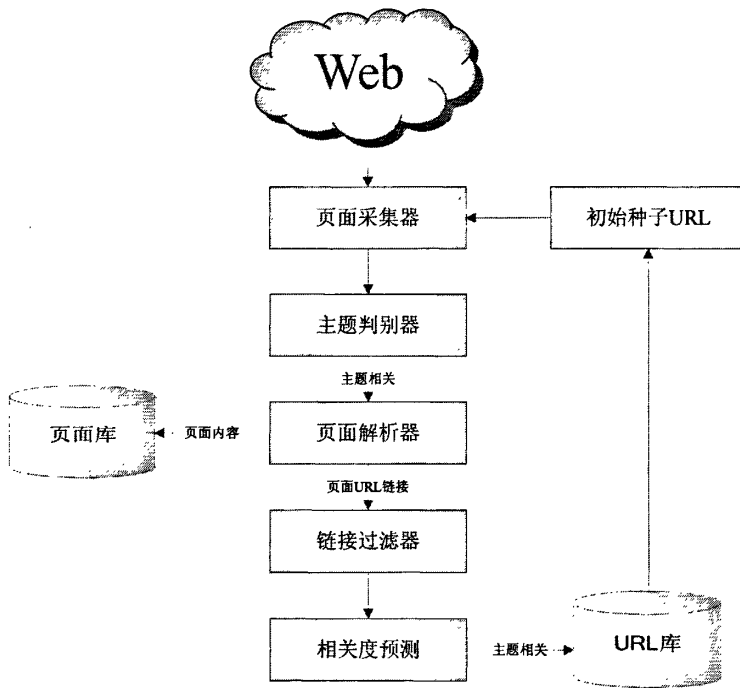 Web
页面采集器
初始种子URL
主题判别器
主题相关
页面库
页面内容
页面解析器
页面URL链接
链接过滤器
相关度预测
主题相关
URL库